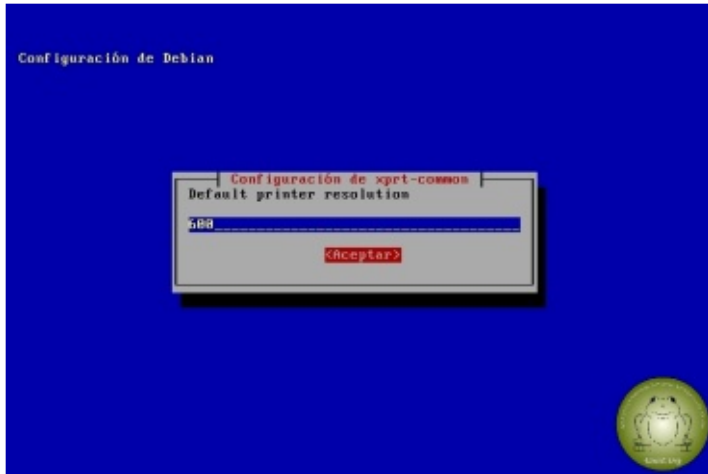 Configuración de Debian
Configuración de xprt-common
Default printer resolution
600
<Aceptar>